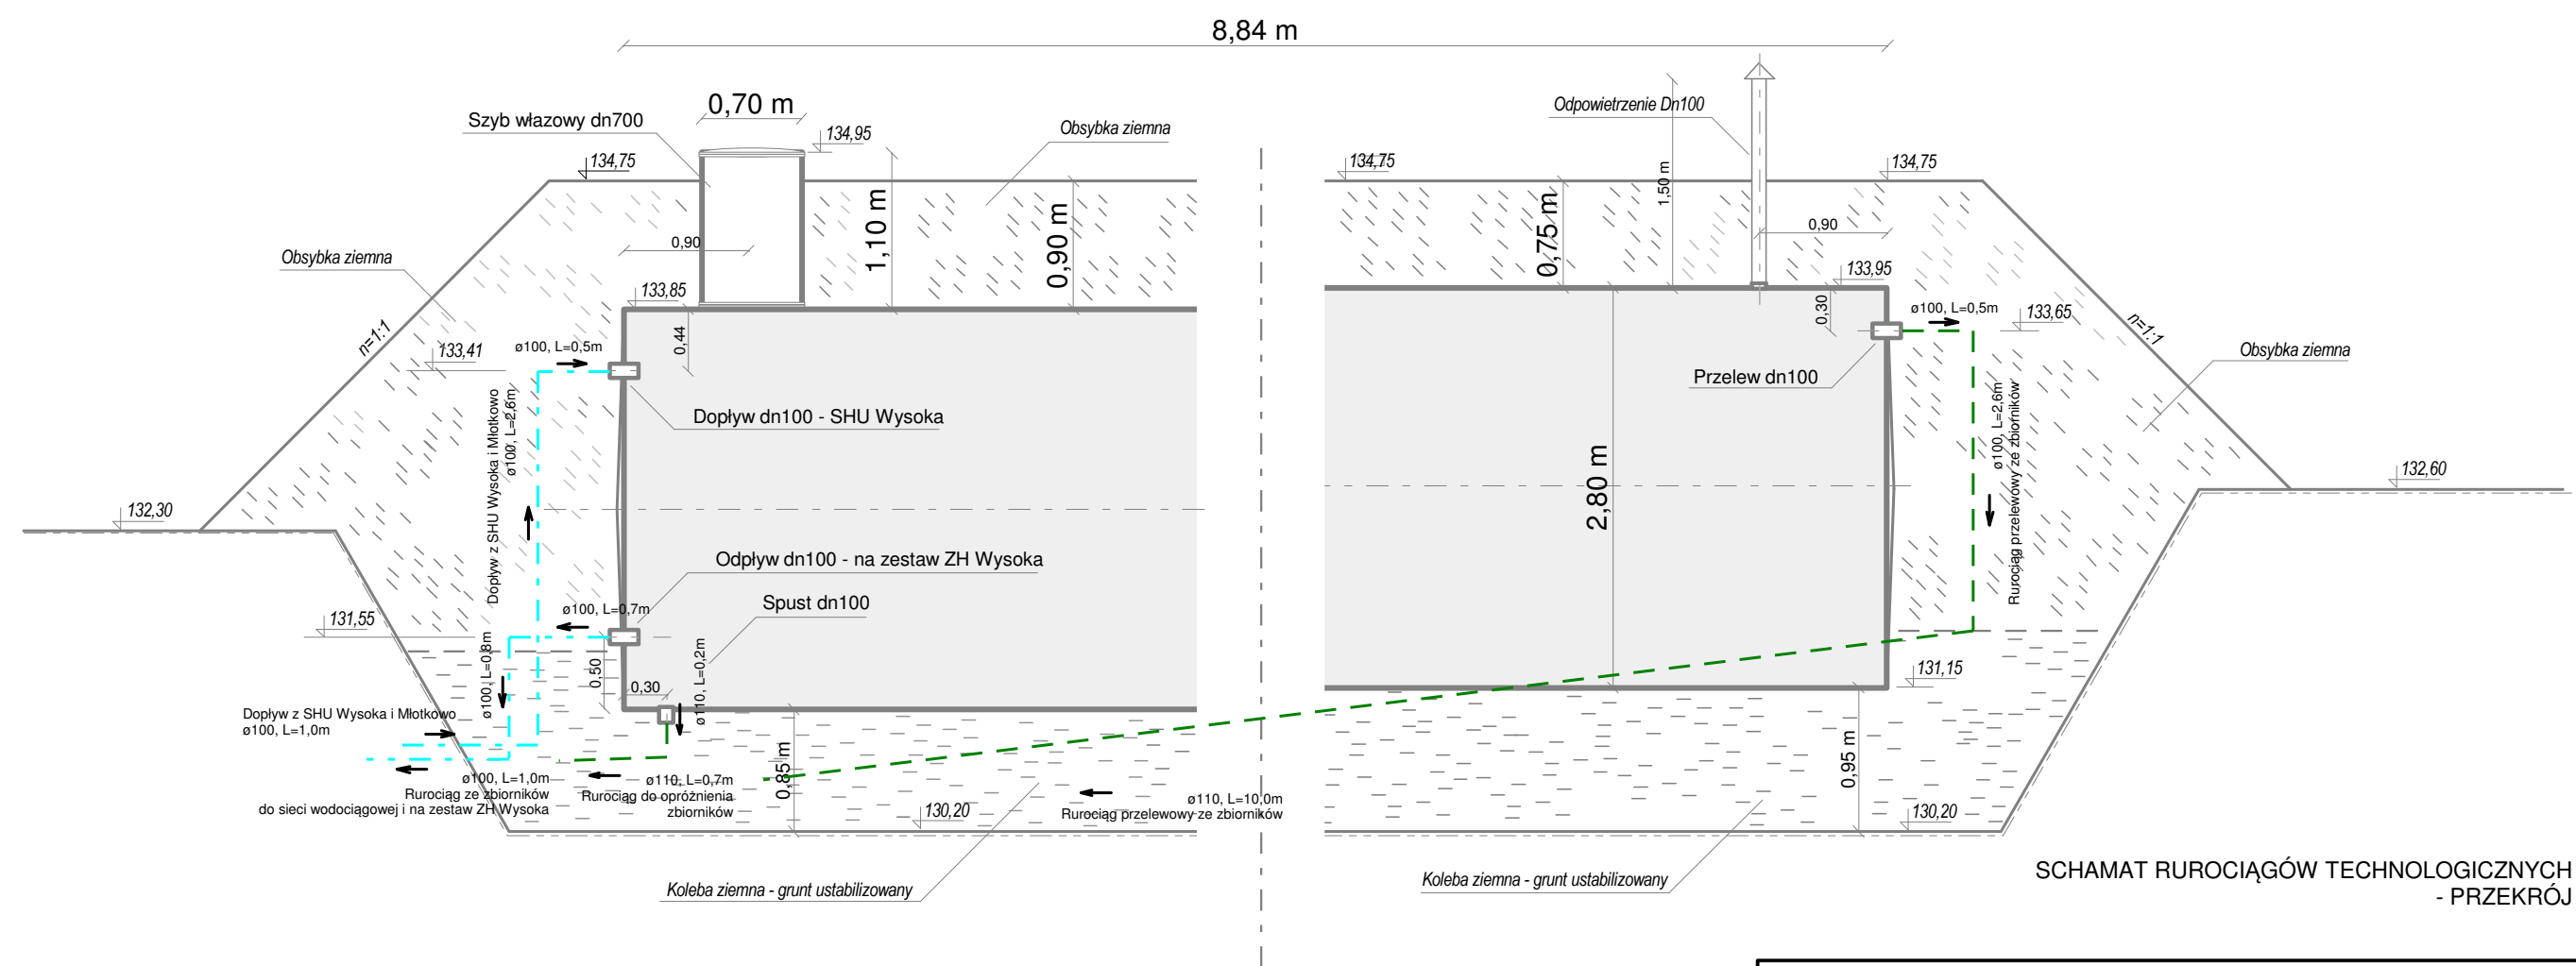 8,84 m
0,70 m
Szyb włazowy dn700
134,95
Obsybka ziemna
Odpowietrzenie Dn100
134,75
134,75
134,75
1,50 m
1,10 m
0,90 m
0,75 m
0,90
0,90
Obsybka ziemna
133,85
133,95
0,30
ø100, L=0,5m
133,65
n=1:1
n=1:1
133,41
ø100, L=0,5m
0,44
Obsybka ziemna
Przelew dn100
Dopływ dn100 - SHU Wysoka
Dopływ z SHU Wysoka i Młotkowo
ø100, L=2,6m
ø100, L=2,6m
Rurociąg przelewowy ze zbiorników
2,80 m
132,30
132,60
Odpływ dn100 - na zestaw ZH Wysoka
Spust dn100
131,55
ø100, L=0,7m
ø100, L=0,8m
0,50
0,30
ø110, L=0,2m
131,15
Dopływ z SHU Wysoka i Młotkowo
ø100, L=1,0m
ø100, L=1,0m
Rurociąg ze zbiorników
do sieci wodociągowej i na zestaw ZH Wysoka
ø110, L=0,7m
Rurociąg do opróżnienia
zbiorników
0,85 m
0,95 m
130,20
ø110, L=10,0m
Rurociąg przelewowy ze zbiorników
130,20
Koleba ziemna - grunt ustabilizowany
Koleba ziemna - grunt ustabilizowany
SCHAMAT RUROCIĄGÓW TECHNOLOGICZNYCH
- PRZEKRÓJ